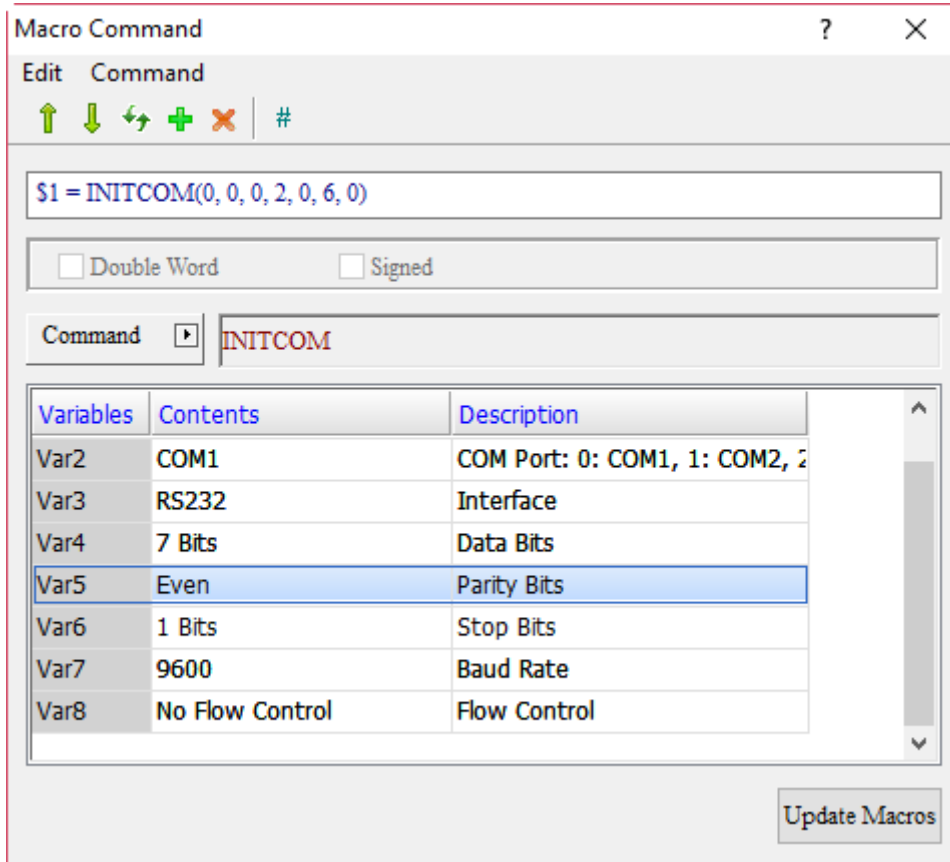 Macro Command ?
Edit Command
#
$1 = INITCOM(0, 0, 0, 2, 0, 6, 0)
Double Word Signed
Command INITCOM
Variables Contents Description
Var2 COM1 COM Port: 0: COM1, 1: COM2, 2
Var3 RS232 Interface
Var4 7 Bits Data Bits
Var5 Even Parity Bits
Var6 1 Bits Stop Bits
Var7 9600 Baud Rate
Var8 No Flow Control Flow Control
Update Macros